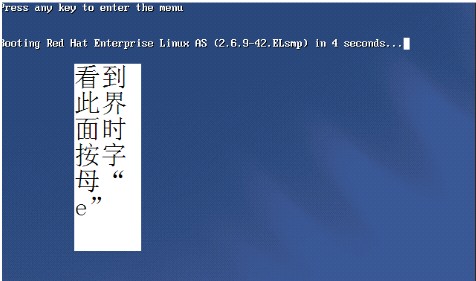 Press any key to enter the menu
Booting Red Hat Enterprise Linux AS (2.6.9-42.ELsmp) in 4 seconds...
看到
此界
面时
按字
母“
e”